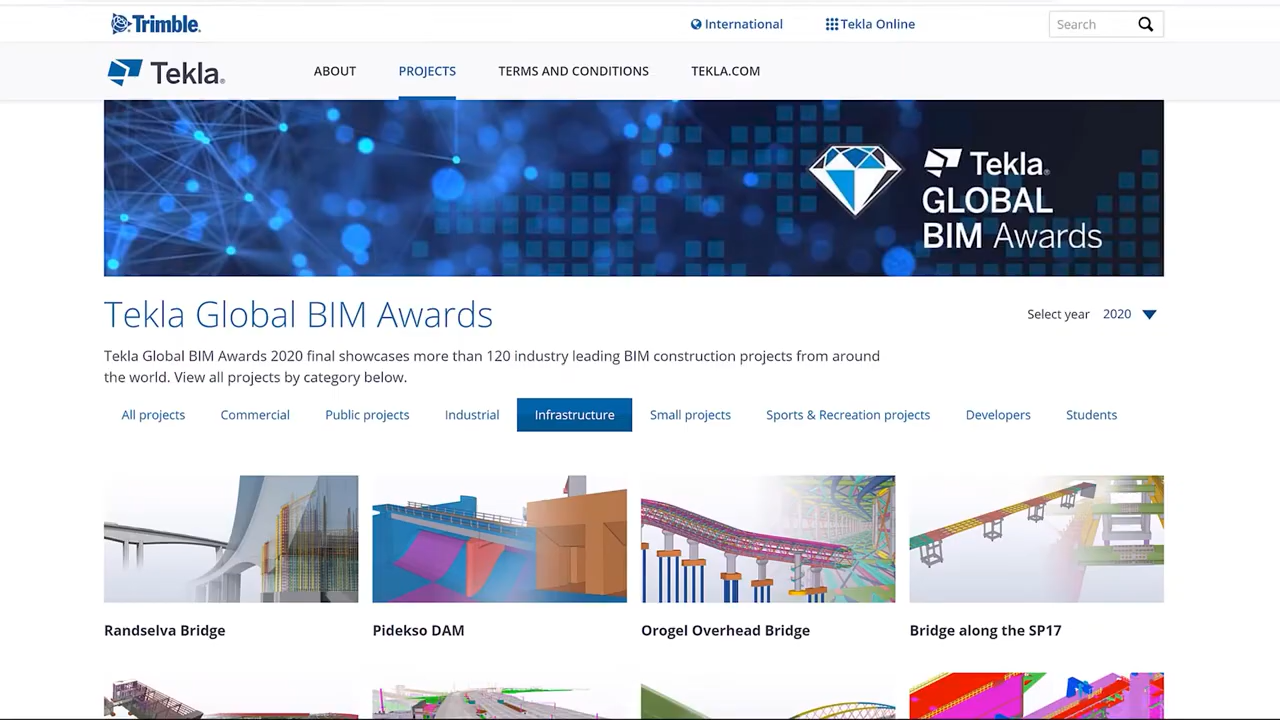 Trimble.
International
Tekla Online
Search
Tekla.
ABOUT
PROJECTS
TERMS AND CONDITIONS
TEKLA.COM
Tekla.
GLOBAL
BIM Awards
Tekla Global BIM Awards
Select year 2020
Tekla Global BIM Awards 2020 final showcases more than 120 industry leading BIM construction projects from around
the world. View all projects by category below.
All projects
Commercial
Public projects
Industrial
Infrastructure
Small projects
Sports & Recreation projects
Developers
Students
Randselva Bridge
Pidekso DAM
Orogel Overhead Bridge
Bridge along the SP17